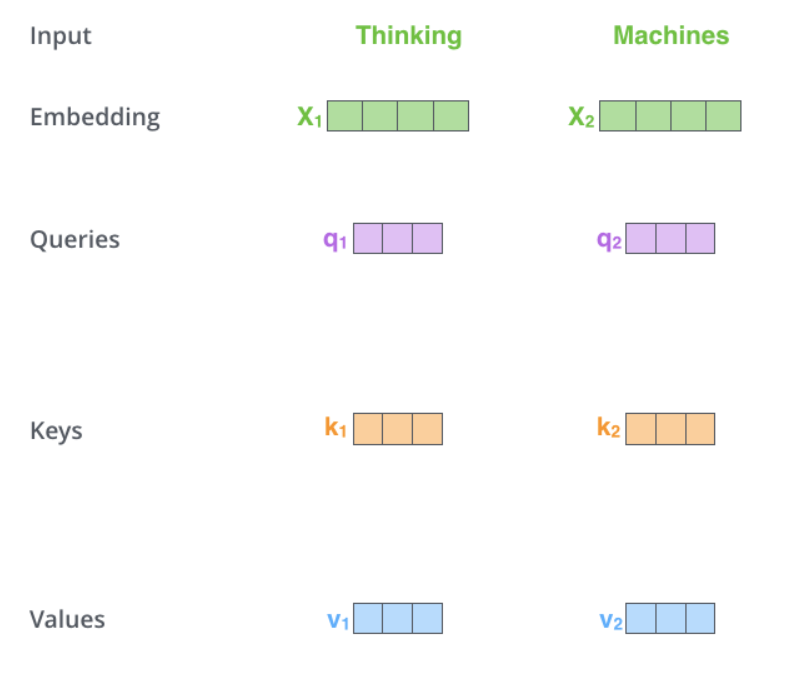 Input Thinking Machines
Embedding X₁ X₂
Queries q₁ q₂
Keys k₁ k₂
Values v₁ v₂